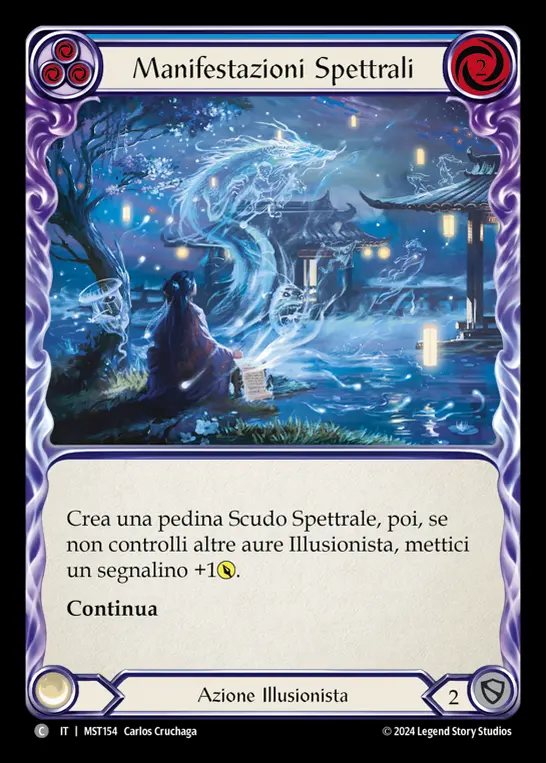 Manifestazioni Spettrali
2
Crea una pedina Scudo Spettrale, poi, se
non controlli altre aure Illusionista, mettici
un segnalino +1.
Continua
Azione Illusionista
2
C IT | MST154 Carlos Cruchaga
© 2024 Legend Story Studios